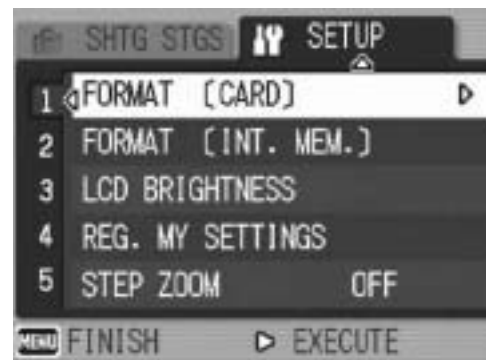 SHTG STGS SETUP
1 FORMAT [CARD]
2 FORMAT [INT. MEM.]
3 LCD BRIGHTNESS
4 REG. MY SETTINGS
5 STEP ZOOM OFF
MENU FINISH EXECUTE